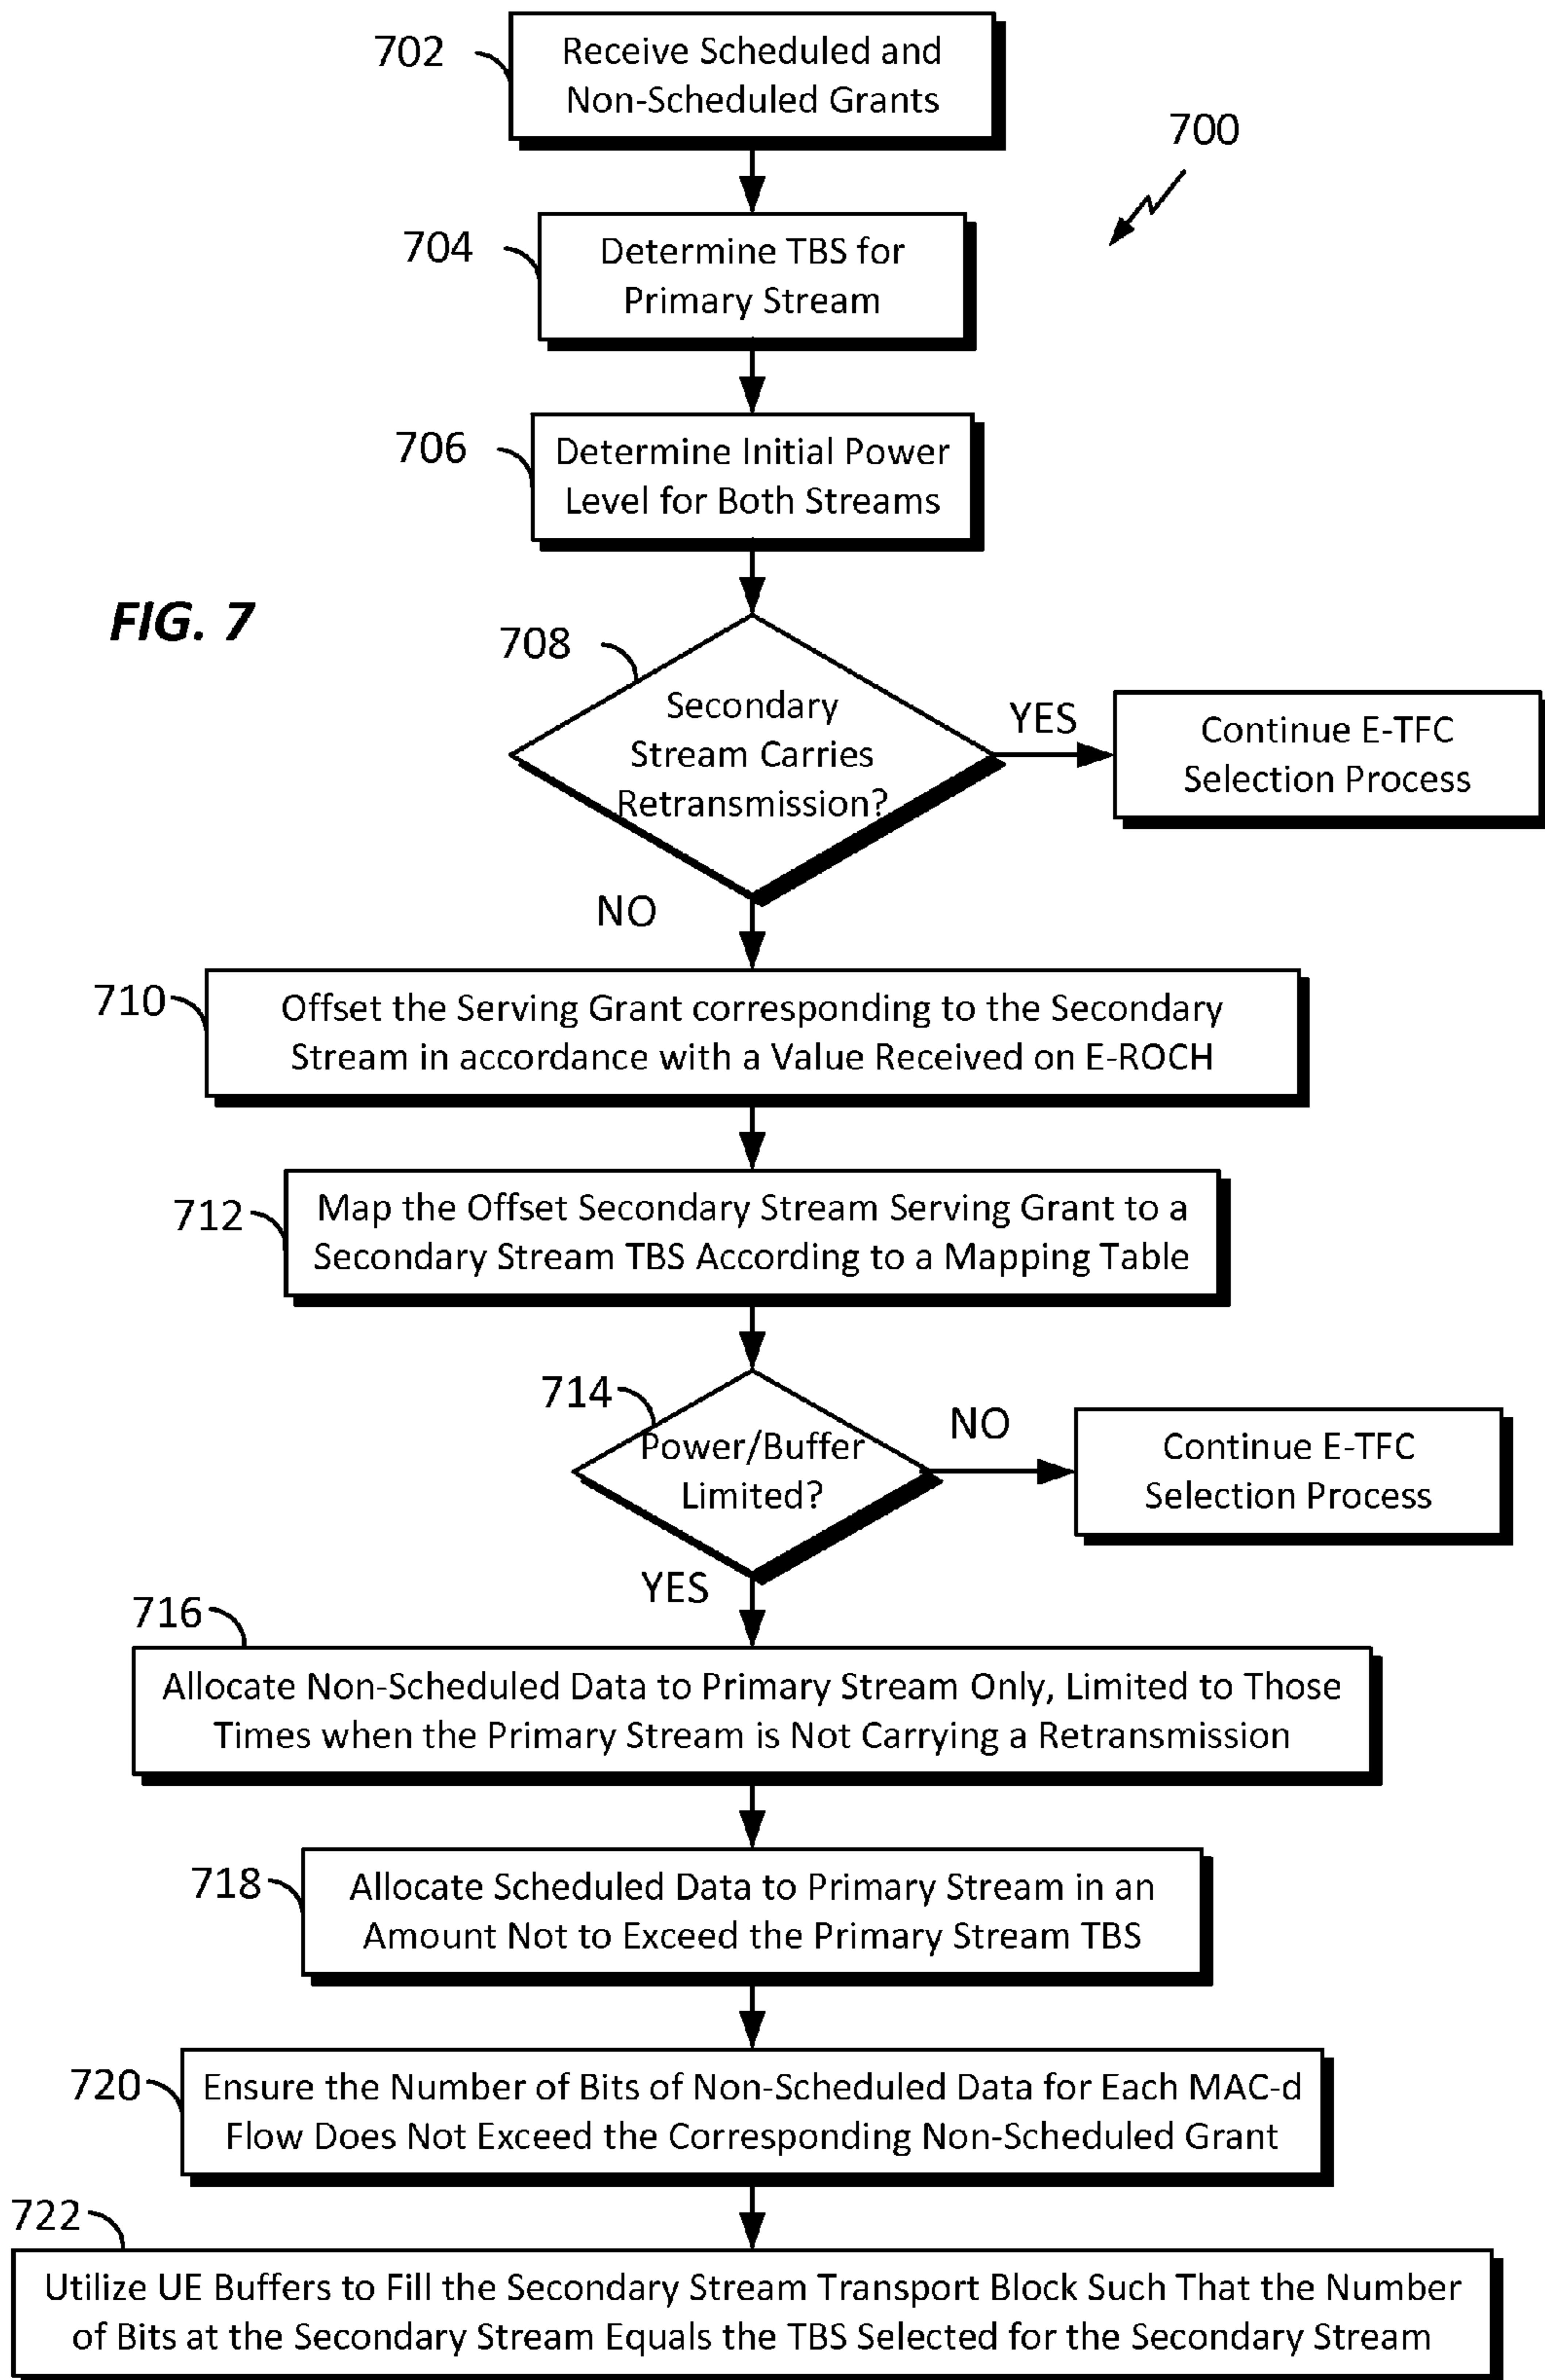 702
Receive Scheduled and
Non-Scheduled Grants
700
704
Determine TBS for
Primary Stream
706
Determine Initial Power
Level for Both Streams
FIG. 7
708
Secondary
Stream Carries
Retransmission?
YES
Continue E-TFC
Selection Process
NO
710
Offset the Serving Grant corresponding to the Secondary
Stream in accordance with a Value Received on E-ROCH
712
Map the Offset Secondary Stream Serving Grant to a
Secondary Stream TBS According to a Mapping Table
714
Power/Buffer
Limited?
NO
Continue E-TFC
Selection Process
YES
716
Allocate Non-Scheduled Data to Primary Stream Only, Limited to Those
Times when the Primary Stream is Not Carrying a Retransmission
718
Allocate Scheduled Data to Primary Stream in an
Amount Not to Exceed the Primary Stream TBS
720
Ensure the Number of Bits of Non-Scheduled Data for Each MAC-d
Flow Does Not Exceed the Corresponding Non-Scheduled Grant
722
Utilize UE Buffers to Fill the Secondary Stream Transport Block Such That the Number
of Bits at the Secondary Stream Equals the TBS Selected for the Secondary Stream